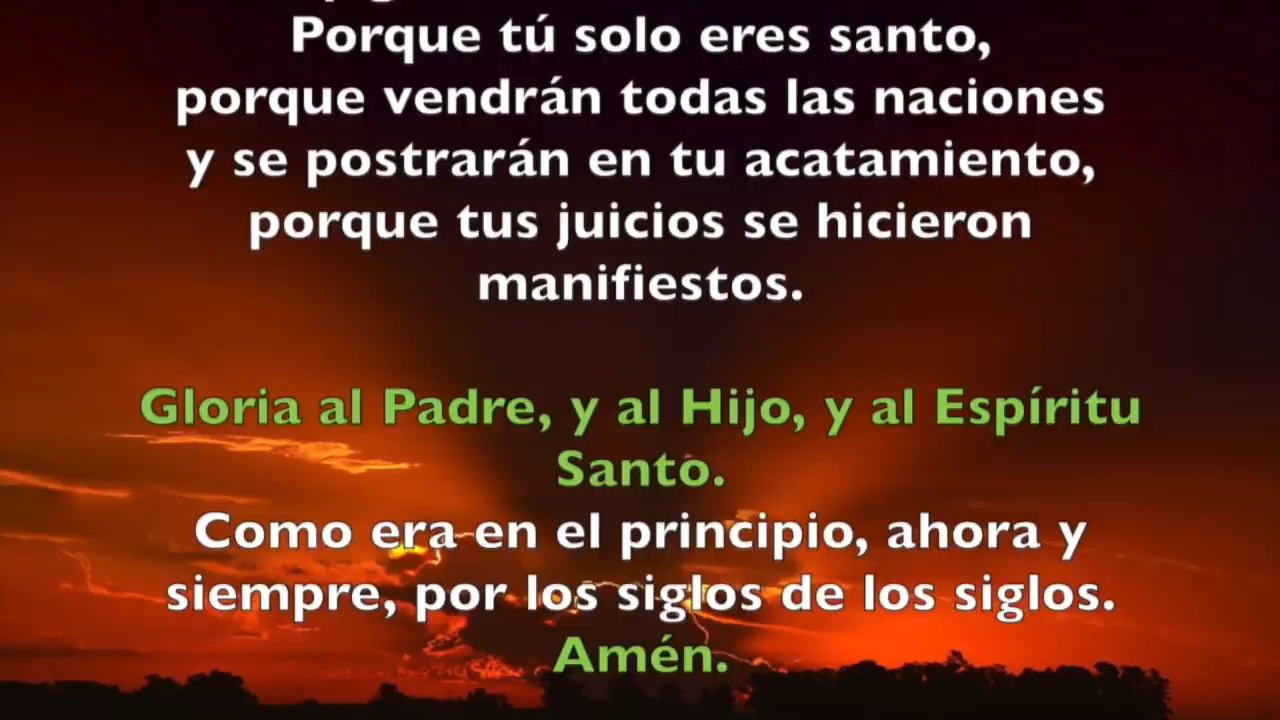 Porque tú solo eres santo,
porque vendrán todas las naciones
y se postrarán en tu acatamiento,
porque tus juicios se hicieron
manifiestos.
Gloria al Padre, y al Hijo, y al Espíritu
Santo.
Como era en el principio, ahora y
siempre, por los siglos de los siglos.
Amén.